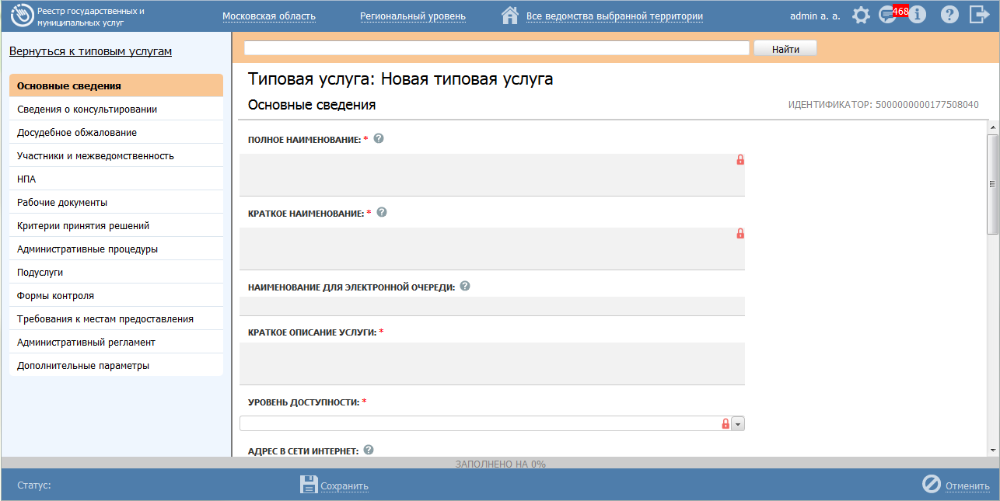 Реестр государственных и
муниципальных услуг
Московская область
Региональный уровень
Все ведомства выбранной территории
admin a. a.
468
Вернуться к типовым услугам
Найти
Основные сведения
Сведения о консультировании
Досудебное обжалование
Участники и межведомственность
НПА
Рабочие документы
Критерии принятия решений
Административные процедуры
Подуслуги
Формы контроля
Требования к местам предоставления
Административный регламент
Дополнительные параметры
Типовая услуга: Новая типовая услуга
Основные сведения
ИДЕНТИФИКАТОР: 5000000000177508040
ПОЛНОЕ НАИМЕНОВАНИЕ: *
КРАТКОЕ НАИМЕНОВАНИЕ: *
НАИМЕНОВАНИЕ ДЛЯ ЭЛЕКТРОННОЙ ОЧЕРЕДИ:
КРАТКОЕ ОПИСАНИЕ УСЛУГИ: *
УРОВЕНЬ ДОСТУПНОСТИ: *
АДРЕС В СЕТИ ИНТЕРНЕТ:
ЗАПОЛНЕНО НА 0%
Статус:
Сохранить
Отменить